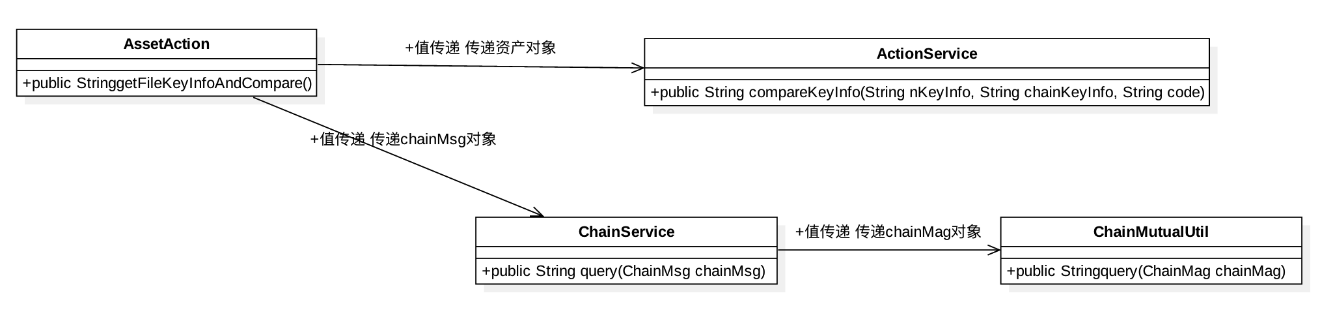 AssetAction
+public StringgetFileKeyInfoAndCompare()
+值传递 传递资产对象
ActionService
+public String compareKeyInfo(String nKeyInfo, String chainKeyInfo, String code)
+值传递 传递chainMsg对象
ChainService
+public String query(ChainMsg chainMsg)
+值传递 传递chainMag对象
ChainMutualUtil
+public Stringquery(ChainMag chainMag)